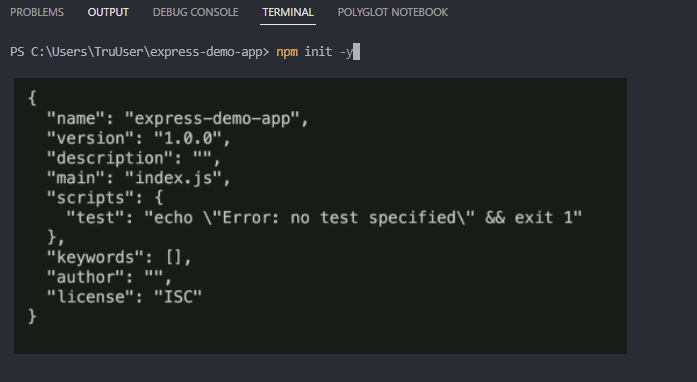 PROBLEMS OUTPUT DEBUG CONSOLE TERMINAL POLYGLOT NOTEBOOK
PS C:\Users\TruUser\express-demo-app> npm init -y
{
  "name": "express-demo-app",
  "version": "1.0.0",
  "description": "",
  "main": "index.js",
  "scripts": {
    "test": "echo \"Error: no test specified\" && exit 1"
  },
  "keywords": [],
  "author": "",
  "license": "ISC"
}